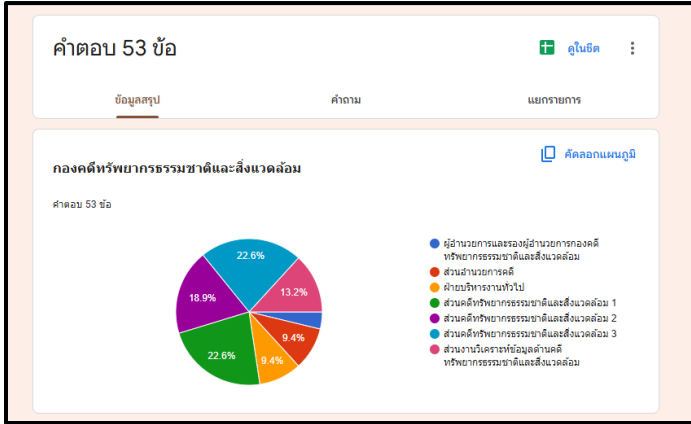 คำตอบ 53 ข้อ
ดูในชีต
ข้อมูลสรุป
คำถาม
แยกรายการ
คัดลอกแผนภูมิ
กองคดีทรัพยากรธรรมชาติและสิ่งแวดล้อม
คำตอบ 53 ข้อ
22.6%
13.2%
18.9%
9.4%
22.6%
9.4%
ผู้อำนวยการและรองผู้อำนวยการกองคดี
ทรัพยากรธรรมชาติและสิ่งแวดล้อม
ส่วนอำนวยการคดี
ฝ่ายบริหารงานทั่วไป
ส่วนคดีทรัพยากรธรรมชาติและสิ่งแวดล้อม 1
ส่วนคดีทรัพยากรธรรมชาติและสิ่งแวดล้อม 2
ส่วนคดีทรัพยากรธรรมชาติและสิ่งแวดล้อม 3
ส่วนงานวิเคราะห์ข้อมูลด้านคดี
ทรัพยากรธรรมชาติและสิ่งแวดล้อม